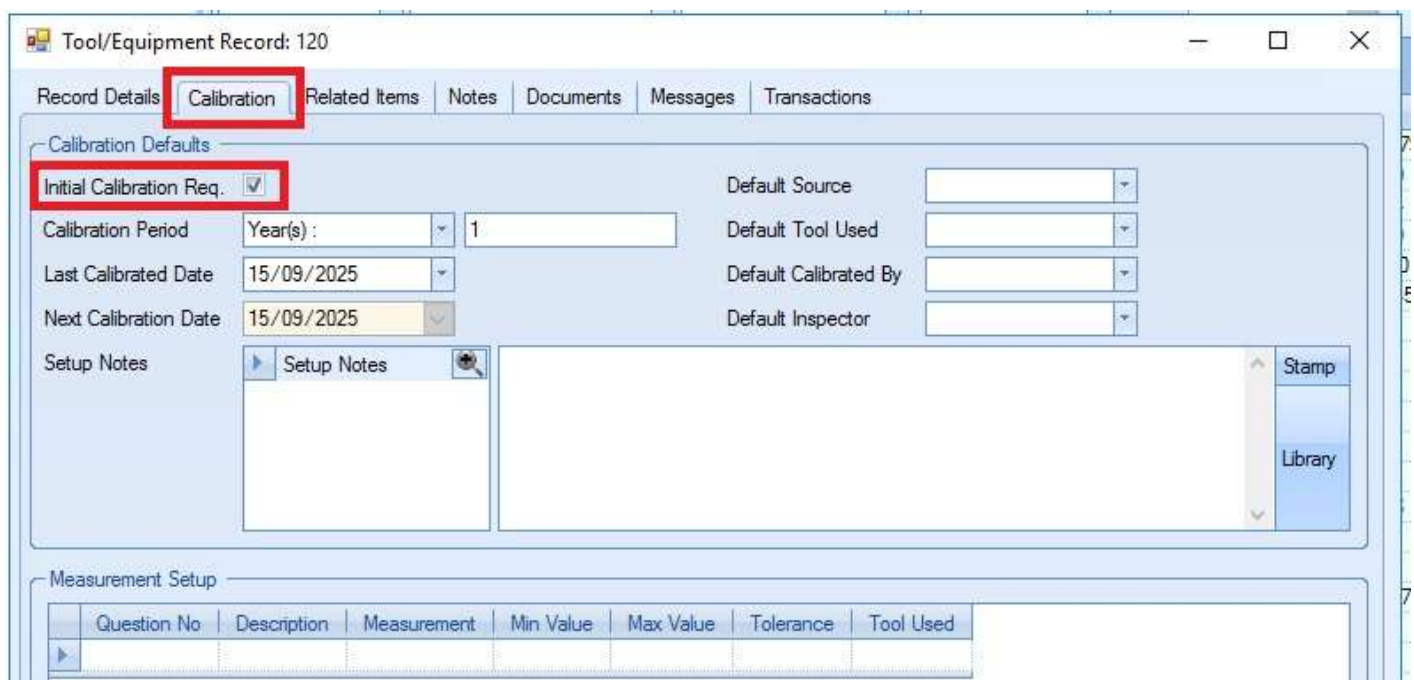 Tool/Equipment Record: 120
Record Details Calibration Related Items Notes Documents Messages Transactions
Calibration Defaults
Initial Calibration Req. Default Source
Calibration Period Year(s) : 1 Default Tool Used
Last Calibrated Date 15/09/2025 Default Calibrated By
Next Calibration Date 15/09/2025 Default Inspector
Setup Notes Setup Notes Stamp
Library
Measurement Setup
Question No Description Measurement Min Value Max Value Tolerance Tool Used